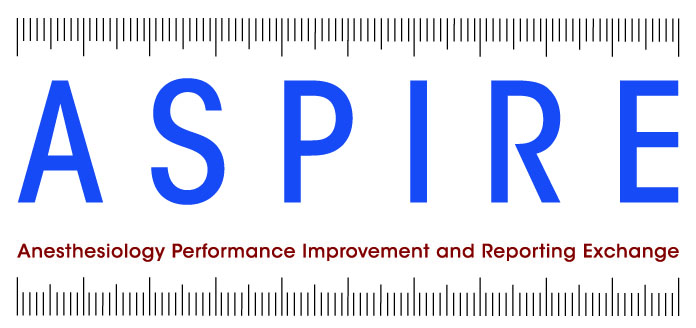 ASPIRE
Anesthesiology Performance Improvement and Reporting Exchange